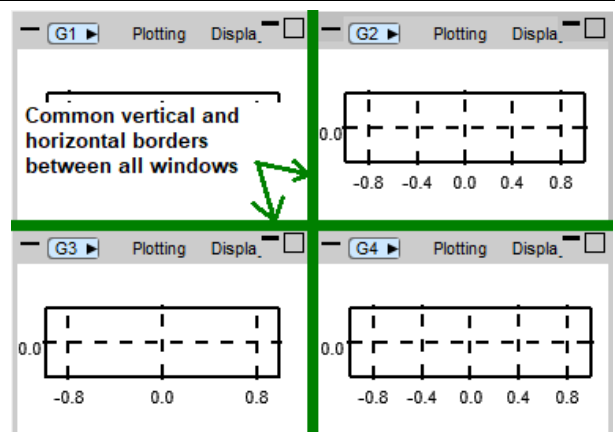 G1 Plotting Displa
G2 Plotting Displa
Common vertical and
horizontal borders
between all windows
0.0
-0.8 -0.4 0.0 0.4 0.8
G3 Plotting Displa
G4 Plotting Displa
0.0
-0.8 0.0 0.8
0.0
-0.8 -0.4 0.0 0.4 0.8